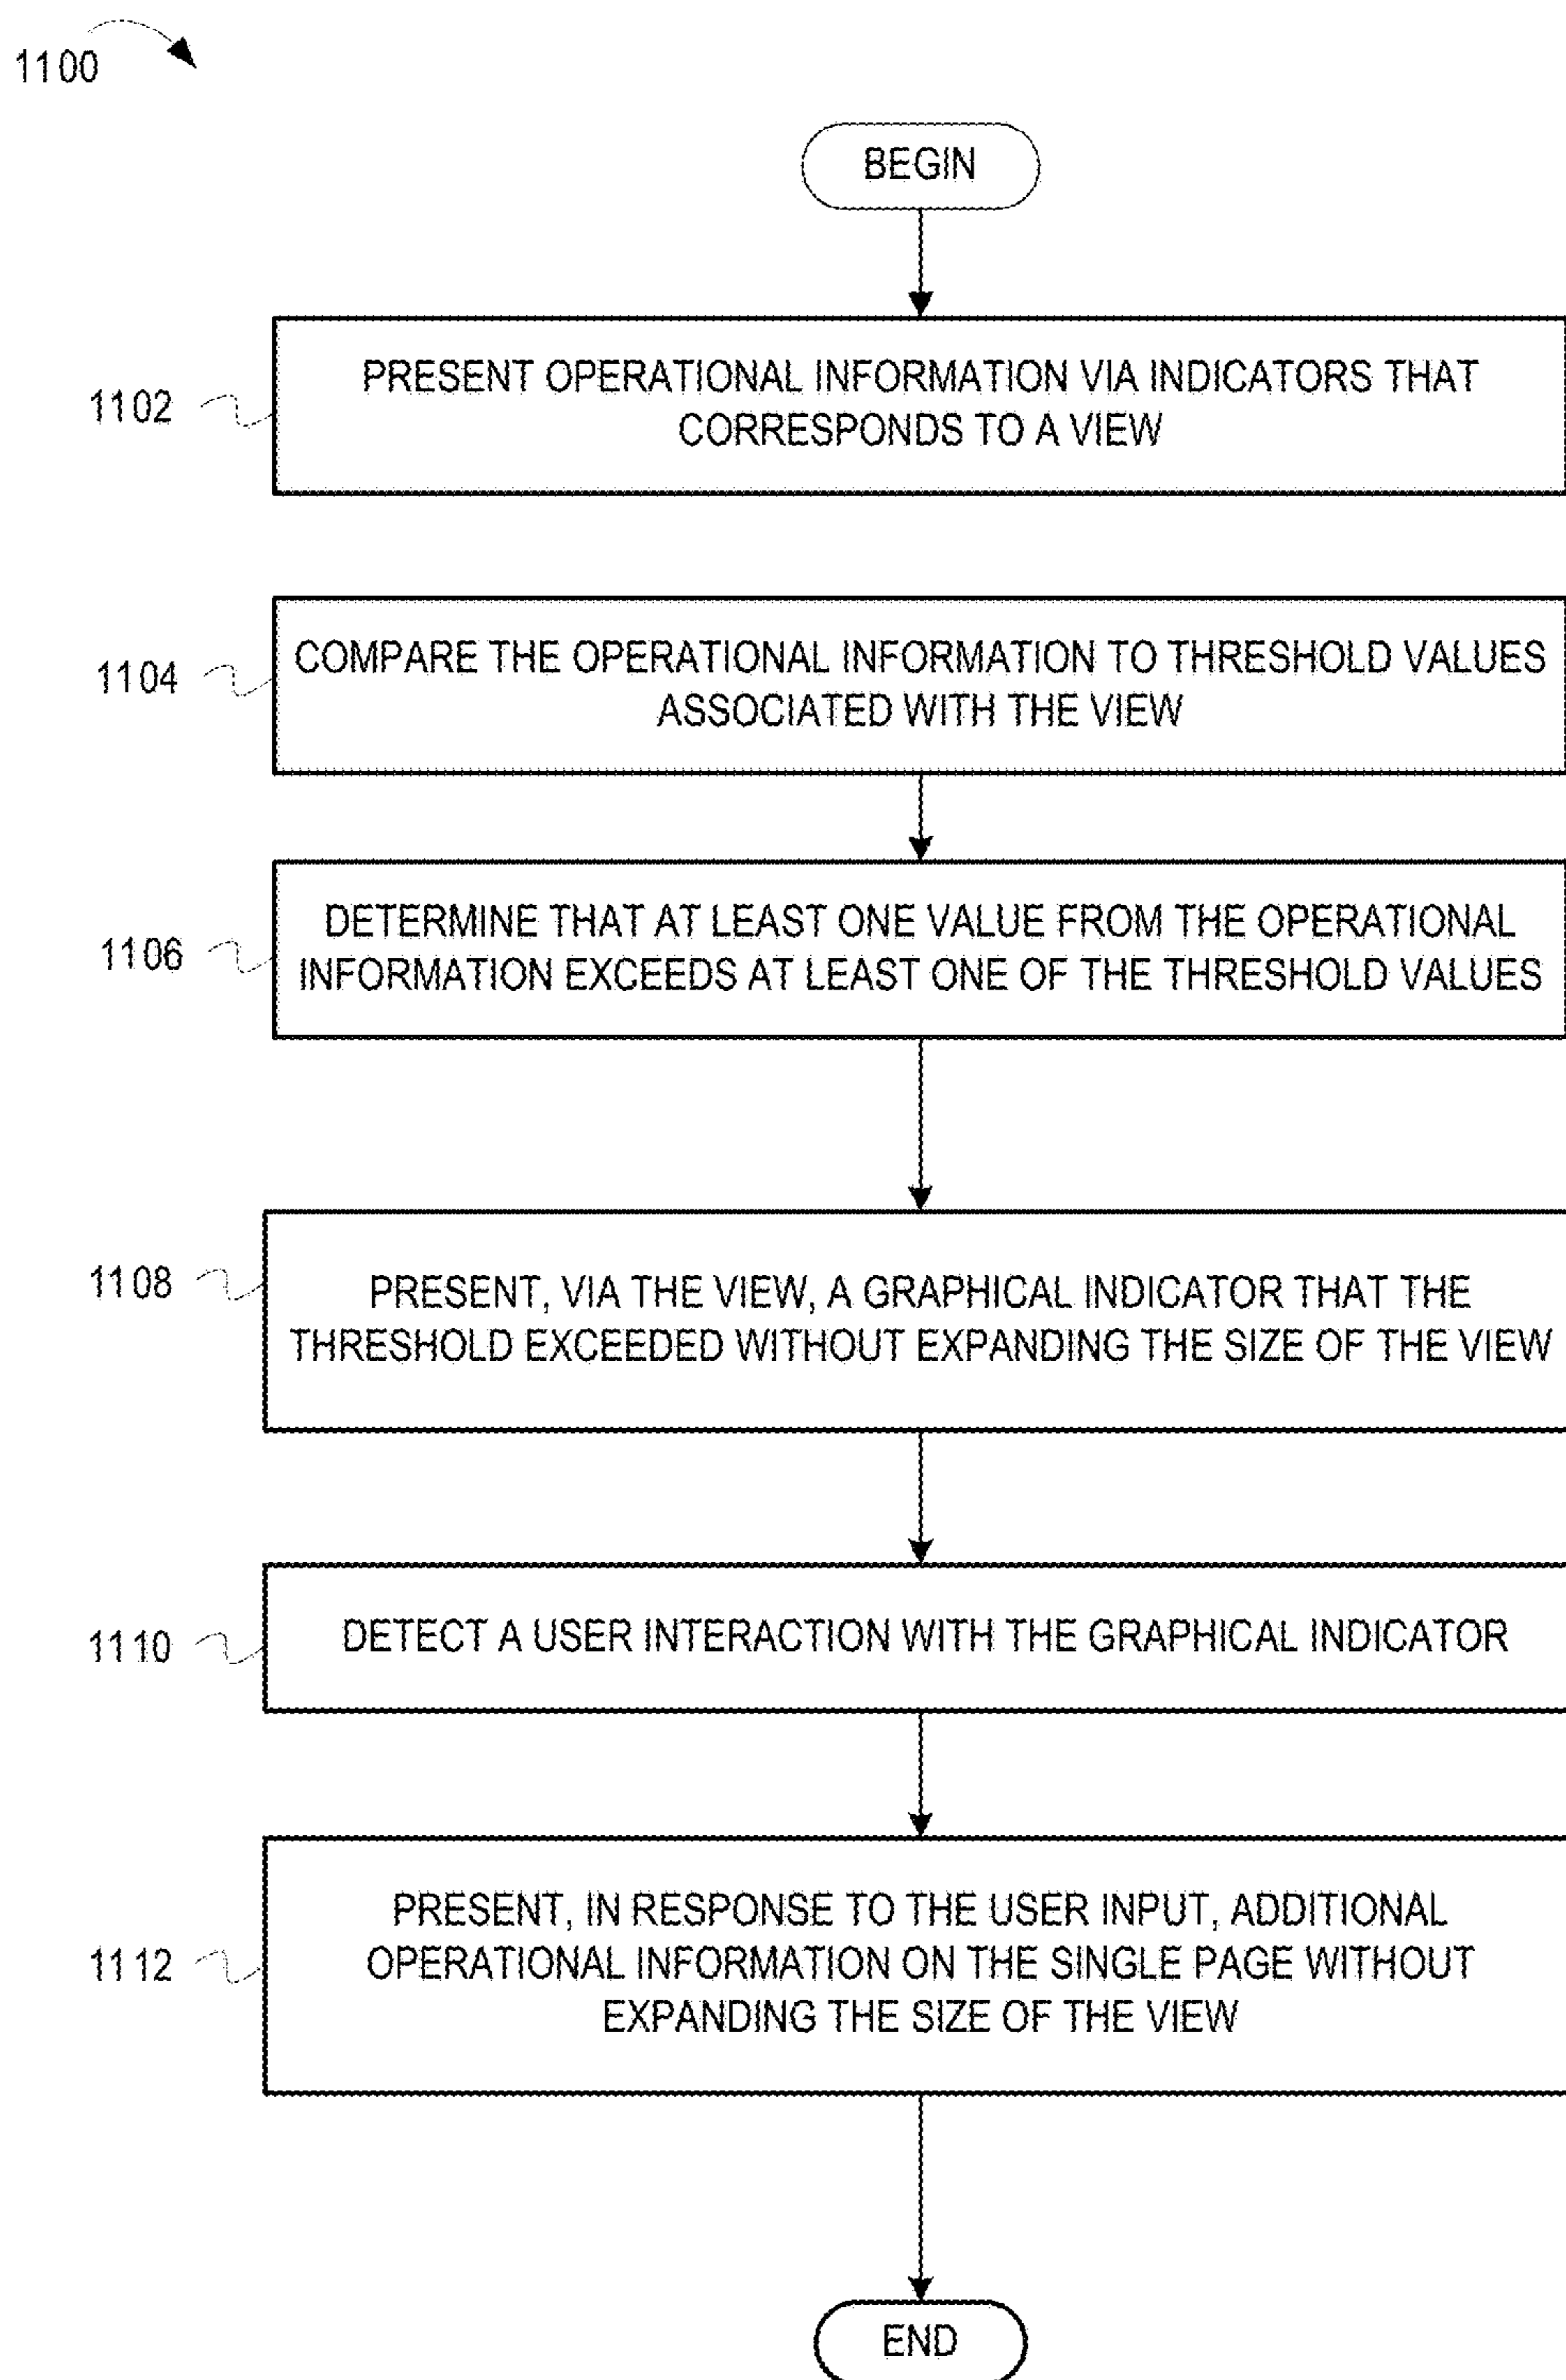 1100
BEGIN
1102
PRESENT OPERATIONAL INFORMATION VIA INDICATORS THAT
CORRESPONDS TO A VIEW
1104
COMPARE THE OPERATIONAL INFORMATION TO THRESHOLD VALUES
ASSOCIATED WITH THE VIEW
1106
DETERMINE THAT AT LEAST ONE VALUE FROM THE OPERATIONAL
INFORMATION EXCEEDS AT LEAST ONE OF THE THRESHOLD VALUES
1108
PRESENT, VIA THE VIEW, A GRAPHICAL INDICATOR THAT THE
THRESHOLD EXCEEDED WITHOUT EXPANDING THE SIZE OF THE VIEW
1110
DETECT A USER INTERACTION WITH THE GRAPHICAL INDICATOR
1112
PRESENT, IN RESPONSE TO THE USER INPUT, ADDITIONAL
OPERATIONAL INFORMATION ON THE SINGLE PAGE WITHOUT
EXPANDING THE SIZE OF THE VIEW
END